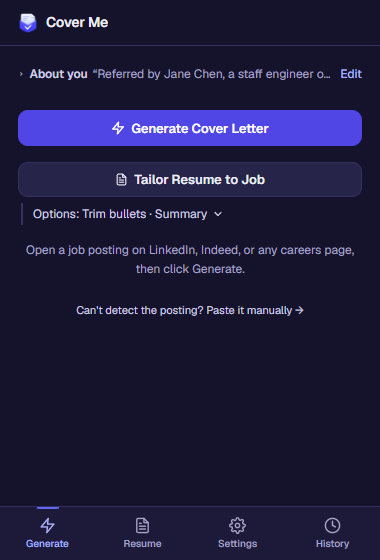 Cover Me
About you “Referred by Jane Chen, a staff engineer o... Edit
Generate Cover Letter
Tailor Resume to Job
Options: Trim bullets · Summary
Open a job posting on LinkedIn, Indeed, or any careers page,
then click Generate.
Can't detect the posting? Paste it manually →
Generate Resume Settings History